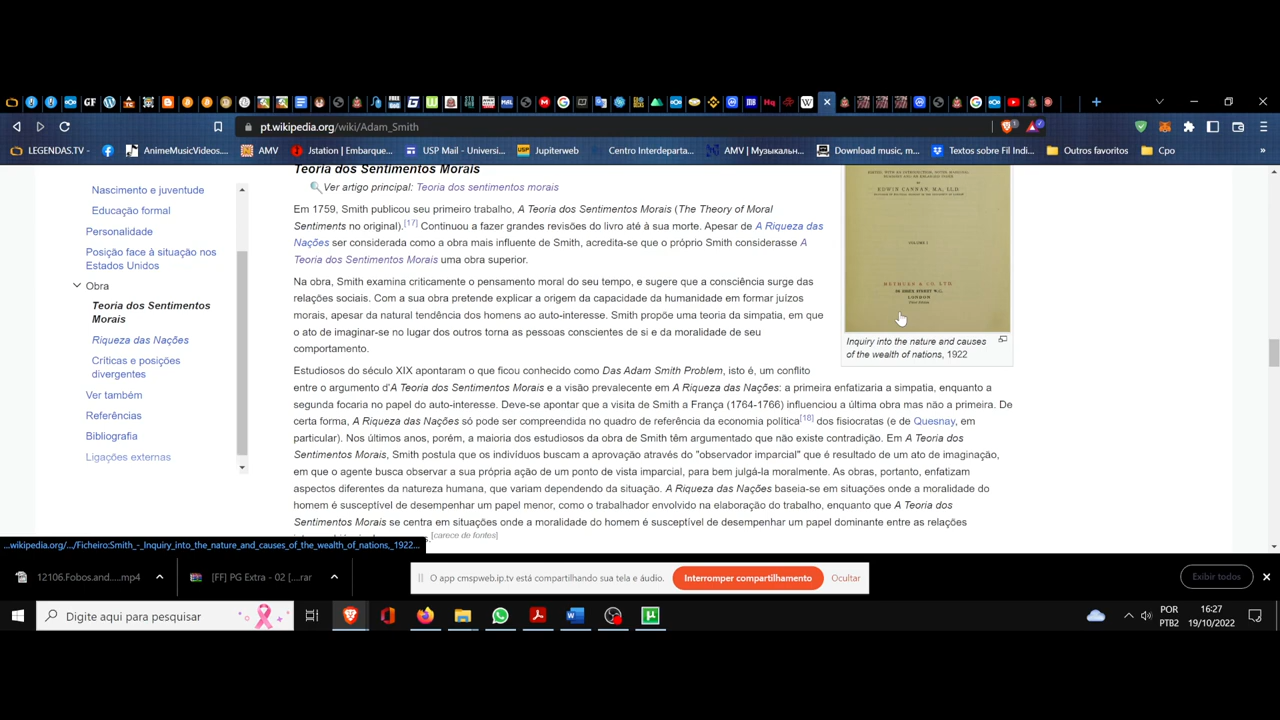 pt.wikipedia.org/wiki/Adam_Smith
LEGENDAS.TV -
AnimeMusicVideos...
AMV
Jstation | Embarque...
USP Mail - Universi...
Jupiterweb
Centro Interdeparta...
AMV | Музыкальн...
Download music, m...
Textos sobre Fil Indi...
Outros favoritos
Cpo
Nascimento e juventude
Educação formal
Personalidade
Posição face à situação nos
Estados Unidos
Obra
Teoria dos Sentimentos
Morais
Riqueza das Nações
Críticas e posições
divergentes
Ver também
Referências
Bibliografia
Ligações externas
Teoria dos Sentimentos Morais
Ver artigo principal: Teoria dos sentimentos morais
Em 1759, Smith publicou seu primeiro trabalho, A Teoria dos Sentimentos Morais (The Theory of Moral
Sentiments no original).[17] Continuou a fazer grandes revisões do livro até à sua morte. Apesar de A Riqueza das
Nações ser considerada como a obra mais influente de Smith, acredita-se que o próprio Smith considerasse A
Teoria dos Sentimentos Morais uma obra superior.
Na obra, Smith examina criticamente o pensamento moral do seu tempo, e sugere que a consciência surge das
relações sociais. Com a sua obra pretende explicar a origem da capacidade da humanidade em formar juízos
morais, apesar da natural tendência dos homens ao auto-interesse. Smith propõe uma teoria da simpatia, em que
o ato de imaginar-se no lugar dos outros torna as pessoas conscientes de si e da moralidade de seu
comportamento.
Estudiosos do século XIX apontaram o que ficou conhecido como Das Adam Smith Problem, isto é, um conflito
entre o argumento d'A Teoria dos Sentimentos Morais e a visão prevalecente em A Riqueza das Nações: a primeira enfatizaria a simpatia, enquanto a
segunda focaria no papel do auto-interesse. Deve-se apontar que a visita de Smith a França (1764-1766) influenciou a última obra mas não a primeira. De
certa forma, A Riqueza das Nações só pode ser compreendida no quadro de referência da economia política[18] dos fisiocratas (e de Quesnay, em
particular). Nos últimos anos, porém, a maioria dos estudiosos da obra de Smith têm argumentado que não existe contradição. Em A Teoria dos
Sentimentos Morais, Smith postula que os indivíduos buscam a aprovação através do "observador imparcial" que é resultado de um ato de imaginação,
em que o agente busca observar a sua própria ação de um ponto de vista imparcial, para bem julgá-la moralmente. As obras, portanto, enfatizam
aspectos diferentes da natureza humana, que variam dependendo da situação. A Riqueza das Nações baseia-se em situações onde a moralidade do
homem é susceptível de desempenhar um papel menor, como o trabalhador envolvido na elaboração do trabalho, enquanto que A Teoria dos
Sentimentos Morais se centra em situações onde a moralidade do homem é susceptível de desempenhar um papel dominante entre as relações
[carece de fontes]
EDWIN CANNAN, M.A., LL.D.
VOLUME I
METHUEN & CO. LTD.
36 ESSEX STREET W.C.
LONDON
Inquiry into the nature and causes
of the wealth of nations, 1922
...wikipedia.org/.../Ficheiro:Smith_-_Inquiry_into_the_nature_and_causes_of_the_wealth_of_nations,_1922...
12106.Fobos.and.....mp4
[FF] PG Extra - 02 [....rar
O app cmspweb.ip.tv está compartilhando sua tela e áudio.
Interromper compartilhamento
Ocultar
Exibir todos
Digite aqui para pesquisar
POR
PTB2
16:27
19/10/2022